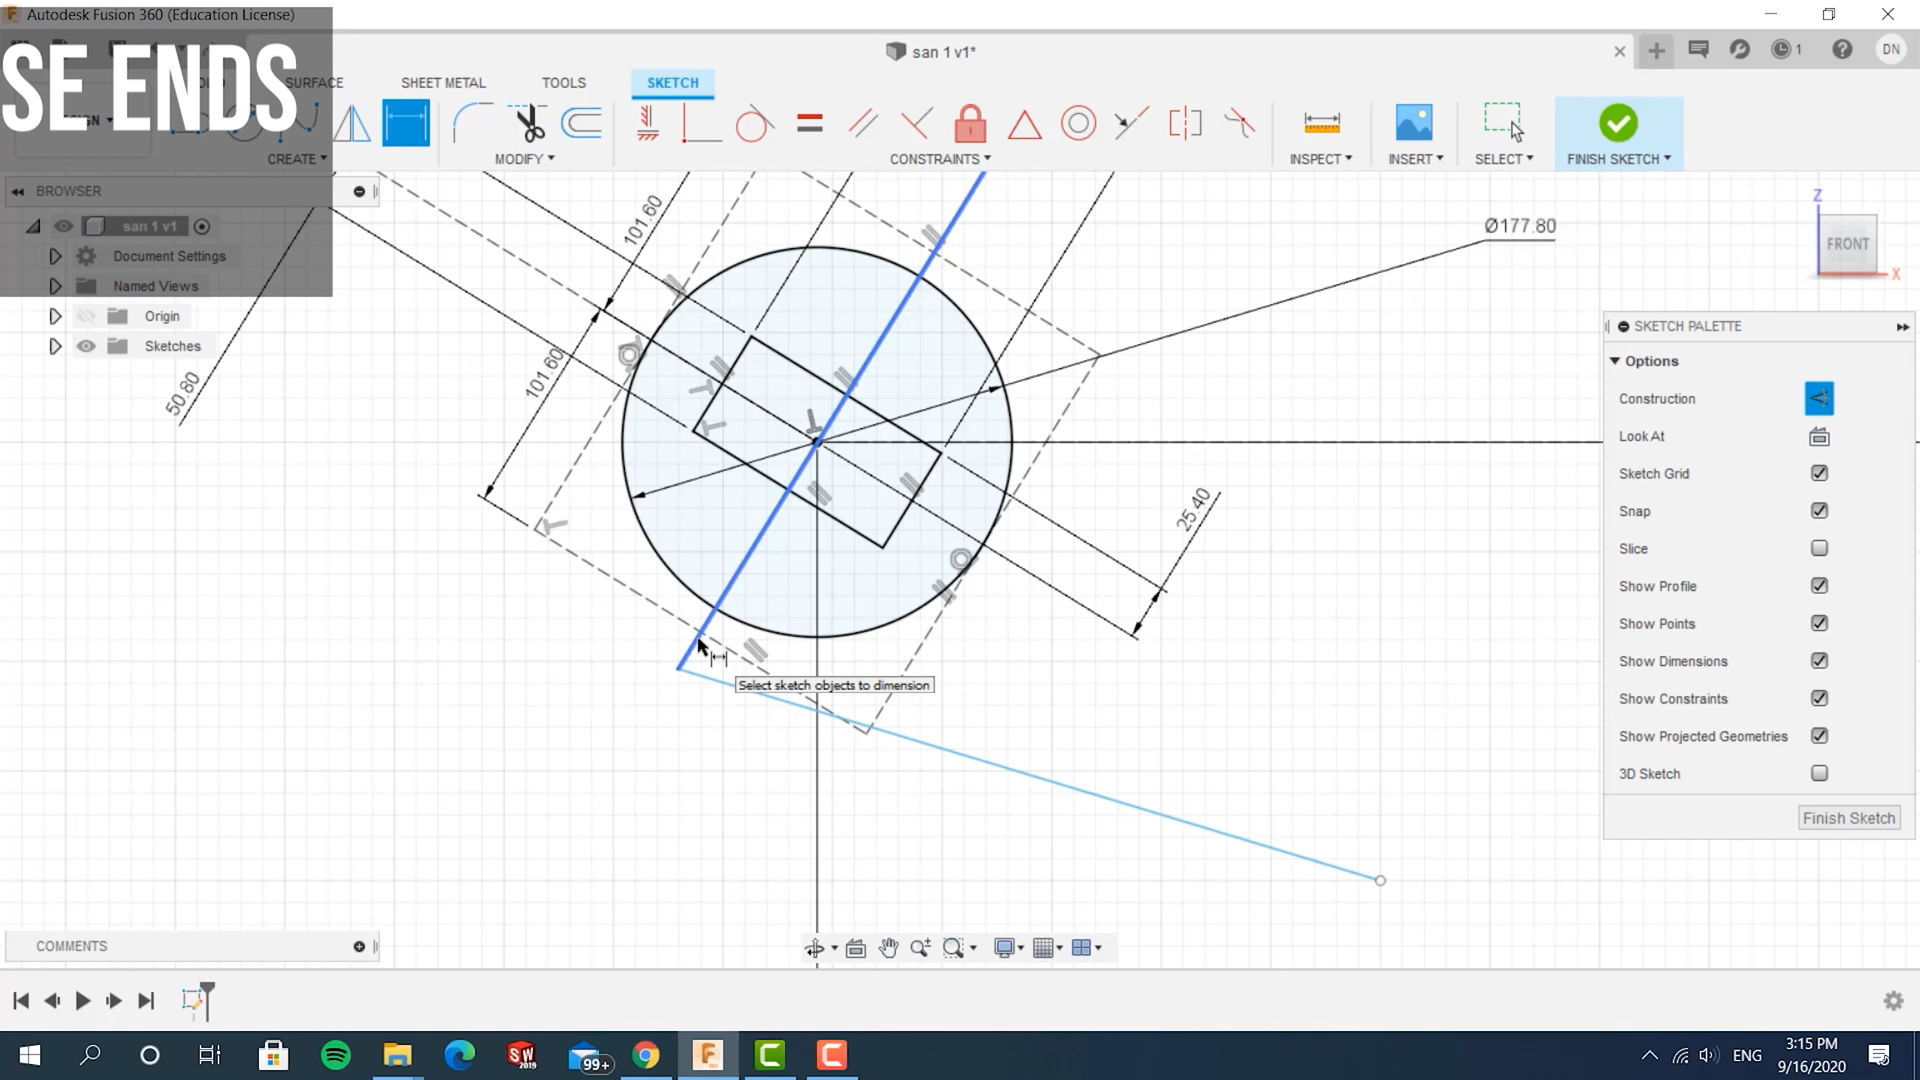 Autodesk Fusion 360 (Education License)
SE ENDS
san 1 v1*
1
DN
SURFACE
SHEET METAL
TOOLS
SKETCH
CREATE
MODIFY
CONSTRAINTS
INSPECT
INSERT
SELECT
FINISH SKETCH
BROWSER
san 1 v1
Document Settings
Named Views
Origin
Sketches
101.60
101.60
50.80
Ø177.80
25.40
Z
FRONT
X
SKETCH PALETTE
Options
Construction
Look At
Sketch Grid
Snap
Slice
Show Profile
Show Points
Show Dimensions
Show Constraints
Show Projected Geometries
3D Sketch
Finish Sketch
Select sketch objects to dimension
COMMENTS
SW
2019
99+
ENG
3:15 PM
9/16/2020